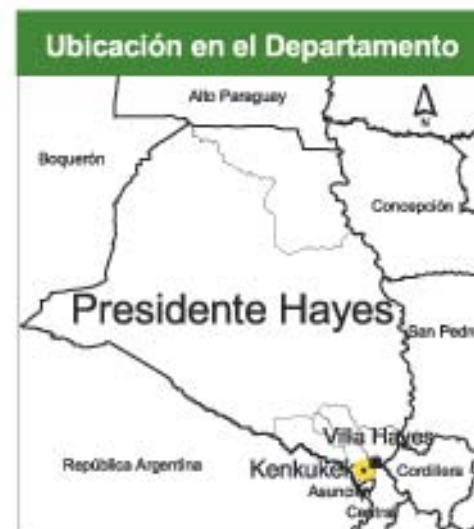 Ubicación en el Departamento
Alto Paraguay
N
Boquerón
Concepción
Presidente Hayes
San Pedro
Villa Hayes
República Argentina
Kenkuket
Cordillera
Asunción
Central